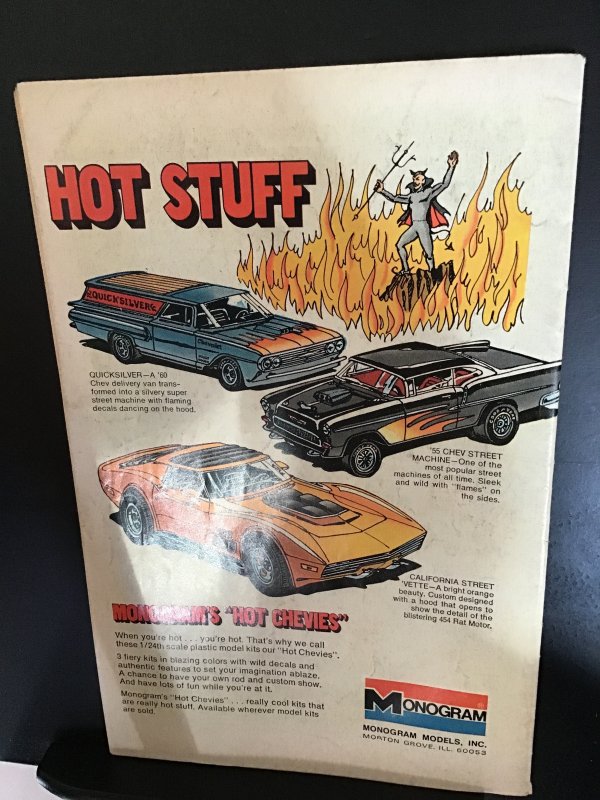 HOT STUFF
QUICKSILVER
Chevrolet
QUICKSILVER—A '60
Chev delivery van trans-
formed into a silvery super
street machine with flaming
decals dancing on the hood.
'55 CHEV STREET
MACHINE—One of the
most popular street
machines of all time. Sleek
and wild with "flames" on
the sides.
CALIFORNIA STREET
'VETTE—A bright orange
beauty. Custom designed
with a hood that opens to
show the detail of the
blistering 454 Rat Motor.
MONOGRAM'S "HOT CHEVIES"
When you're hot . . . you're hot. That's why we call
these 1/24th scale plastic model kits our "Hot Chevies".
3 fiery kits in blazing colors with wild decals and
authentic features to set your imagination ablaze.
A chance to have your own rod and custom show.
And have lots of fun while you're at it.
Monogram's "Hot Chevies" . . . really cool kits that
are really hot stuff. Available wherever model kits
are sold.
MONOGRAM
MONOGRAM MODELS, INC.
MORTON GROVE, ILL. 60053